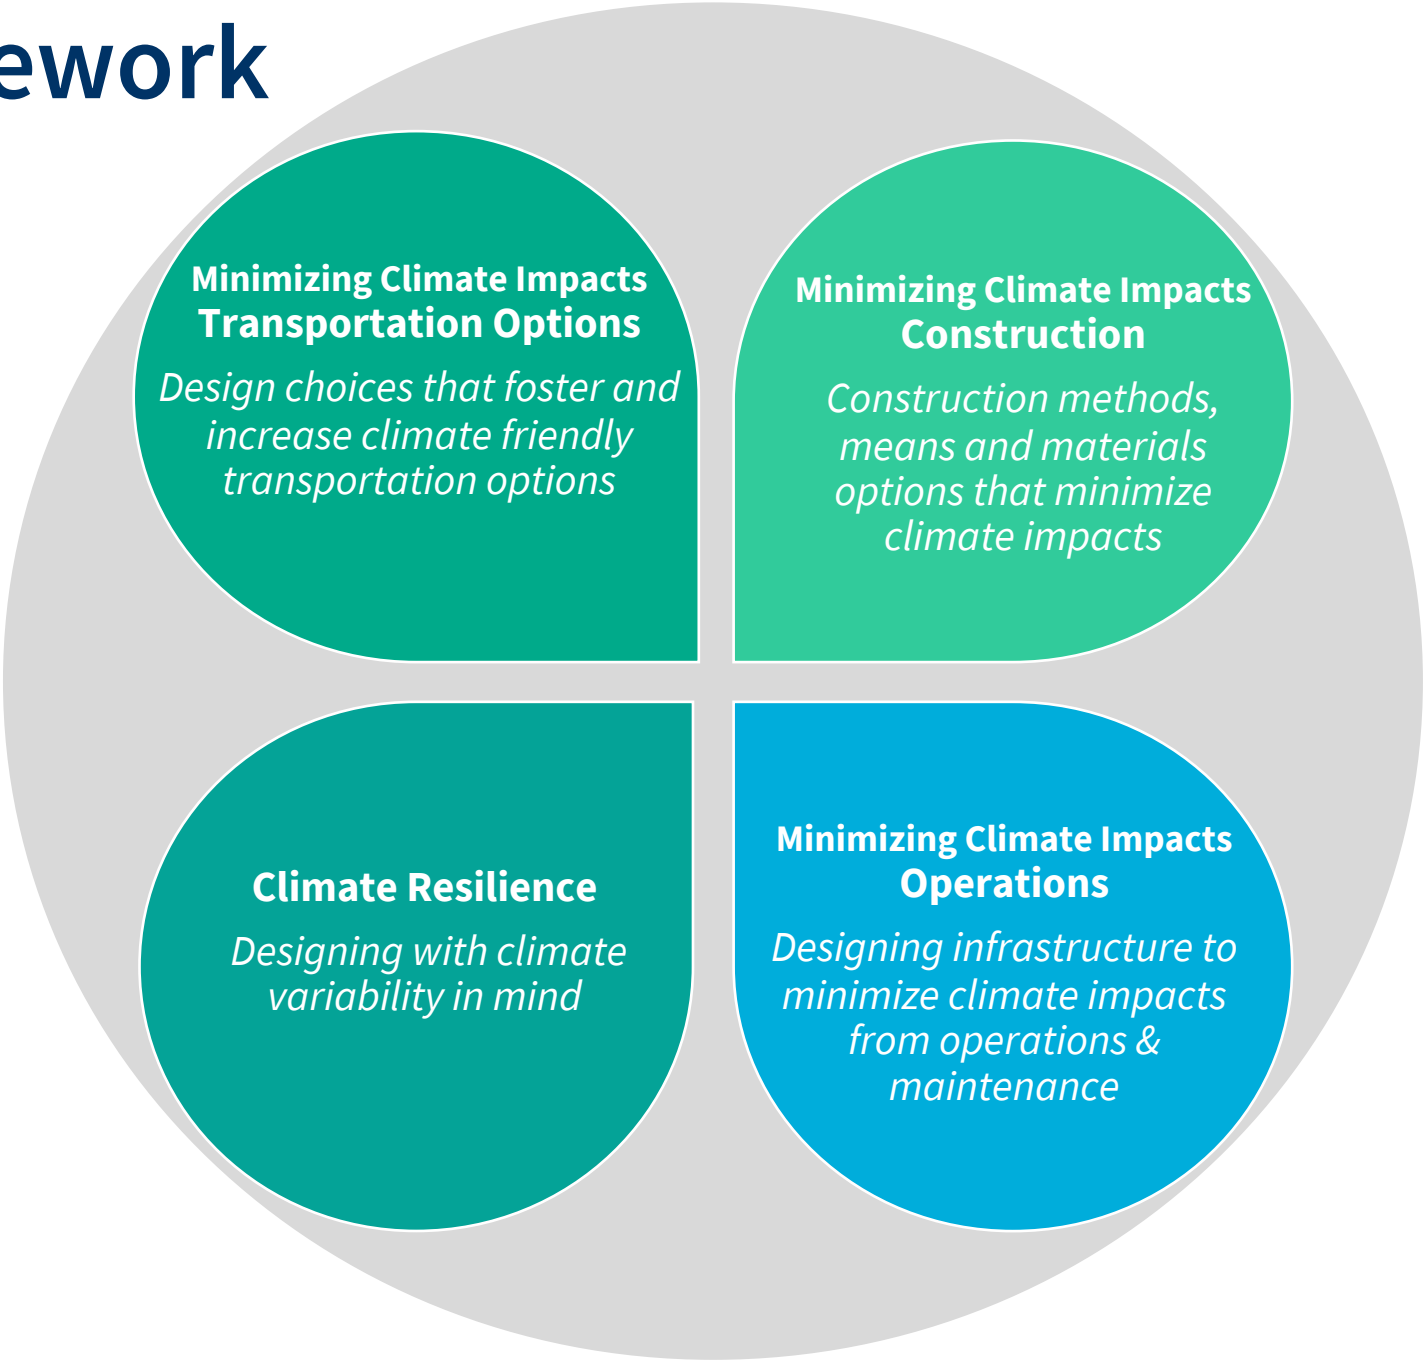 ework
Minimizing Climate Impacts
Transportation Options
Design choices that foster and
increase climate friendly
transportation options
Minimizing Climate Impacts
Construction
Construction methods,
means and materials
options that minimize
climate impacts
Climate Resilience
Designing with climate
variability in mind
Minimizing Climate Impacts
Operations
Designing infrastructure to
minimize climate impacts
from operations &
maintenance